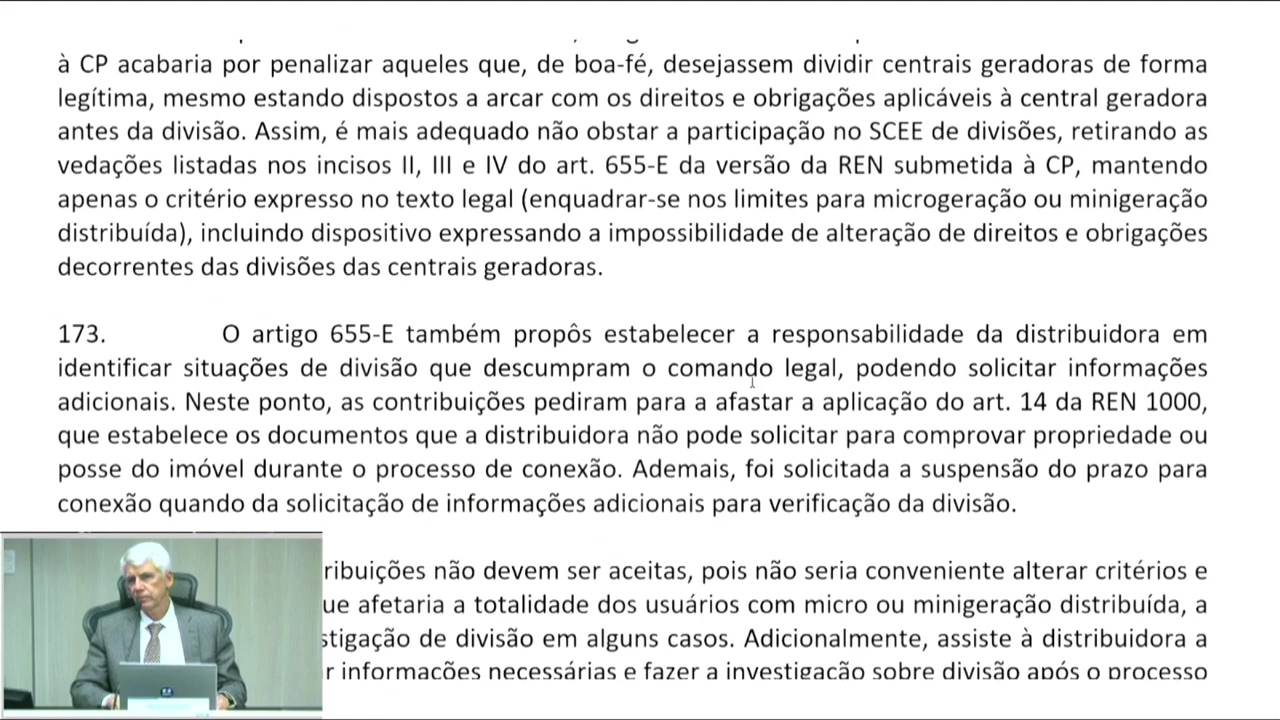 à CP acabaria por penalizar aqueles que, de boa-fé, desejassem dividir centrais geradoras de forma
legítima, mesmo estando dispostos a arcar com os direitos e obrigações aplicáveis à central geradora
antes da divisão. Assim, é mais adequado não obstar a participação no SCEE de divisões, retirando as
vedações listadas nos incisos II, III e IV do art. 655-E da versão da REN submetida à CP, mantendo
apenas o critério expresso no texto legal (enquadrar-se nos limites para microgeração ou minigeração
distribuída), incluindo dispositivo expressando a impossibilidade de alteração de direitos e obrigações
decorrentes das divisões das centrais geradoras.
173. O artigo 655-E também propôs estabelecer a responsabilidade da distribuidora em
identificar situações de divisão que descumpram o comando legal, podendo solicitar informações
adicionais. Neste ponto, as contribuições pediram para a afastar a aplicação do art. 14 da REN 1000,
que estabelece os documentos que a distribuidora não pode solicitar para comprovar propriedade ou
posse do imóvel durante o processo de conexão. Ademais, foi solicitada a suspensão do prazo para
conexão quando da solicitação de informações adicionais para verificação da divisão.
ribuições não devem ser aceitas, pois não seria conveniente alterar critérios e
ue afetaria a totalidade dos usuários com micro ou minigeração distribuída, a
stigação de divisão em alguns casos. Adicionalmente, assiste à distribuidora a
r informações necessárias e fazer a investigação sobre divisão após o processo